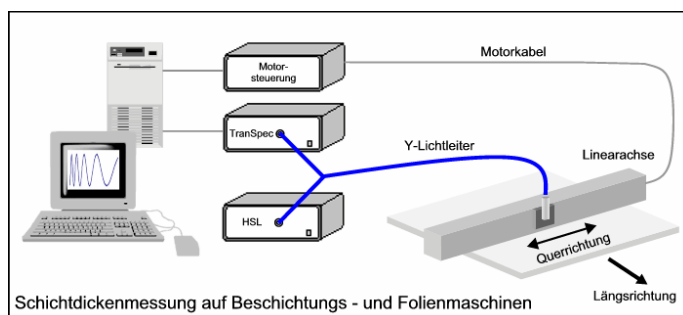 Motor-
steuerung
Motorkabel
TranSpec
Y-Lichtleiter
Linearachse
HSL
Querrichtung
Längsrichtung
Schichtdickenmessung auf Beschichtungs - und Folienmaschinen